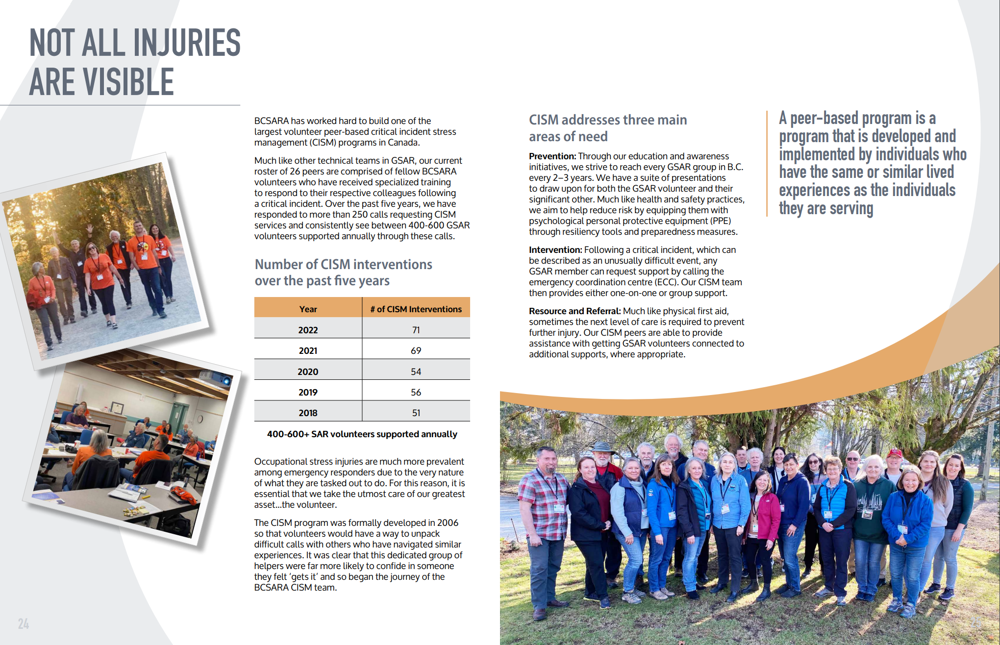 NOT ALL INJURIES
ARE VISIBLE
BCSARA has worked hard to build one of the
largest volunteer peer-based critical incident stress
management (CISM) programs in Canada.
Much like other technical teams in GSAR, our current
roster of 26 peers are comprised of fellow BCSARA
volunteers who have received specialized training
to respond to their respective colleagues following
a critical incident. Over the past five years, we have
responded to more than 250 calls requesting CISM
services and consistently see between 400-600 GSAR
volunteers supported annually through these calls.
Number of CISM interventions
over the past five years
Year # of CISM Interventions
2022 71
2021 69
2020 54
2019 56
2018 51
400-600+ SAR volunteers supported annually
Occupational stress injuries are much more prevalent
among emergency responders due to the very nature
of what they are tasked out to do. For this reason, it is
essential that we take the utmost care of our greatest
asset...the volunteer.
The CISM program was formally developed in 2006
so that volunteers would have a way to unpack
difficult calls with others who have navigated similar
experiences. It was clear that this dedicated group of
helpers were far more likely to confide in someone
they felt ‘gets it’ and so began the journey of the
BCSARA CISM team.
24
CISM addresses three main
areas of need
Prevention: Through our education and awareness
initiatives, we strive to reach every GSAR group in B.C.
every 2–3 years. We have a suite of presentations
to draw upon for both the GSAR volunteer and their
significant other. Much like health and safety practices,
we aim to help reduce risk by equipping them with
psychological personal protective equipment (PPE)
through resiliency tools and preparedness measures.
Intervention: Following a critical incident, which can
be described as an unusually difficult event, any
GSAR member can request support by calling the
emergency coordination centre (ECC). Our CISM team
then provides either one-on-one or group support.
Resource and Referral: Much like physical first aid,
sometimes the next level of care is required to prevent
further injury. Our CISM peers are able to provide
assistance with getting GSAR volunteers connected to
additional supports, where appropriate.
A peer-based program is a
program that is developed and
implemented by individuals who
have the same or similar lived
experiences as the individuals
they are serving
25